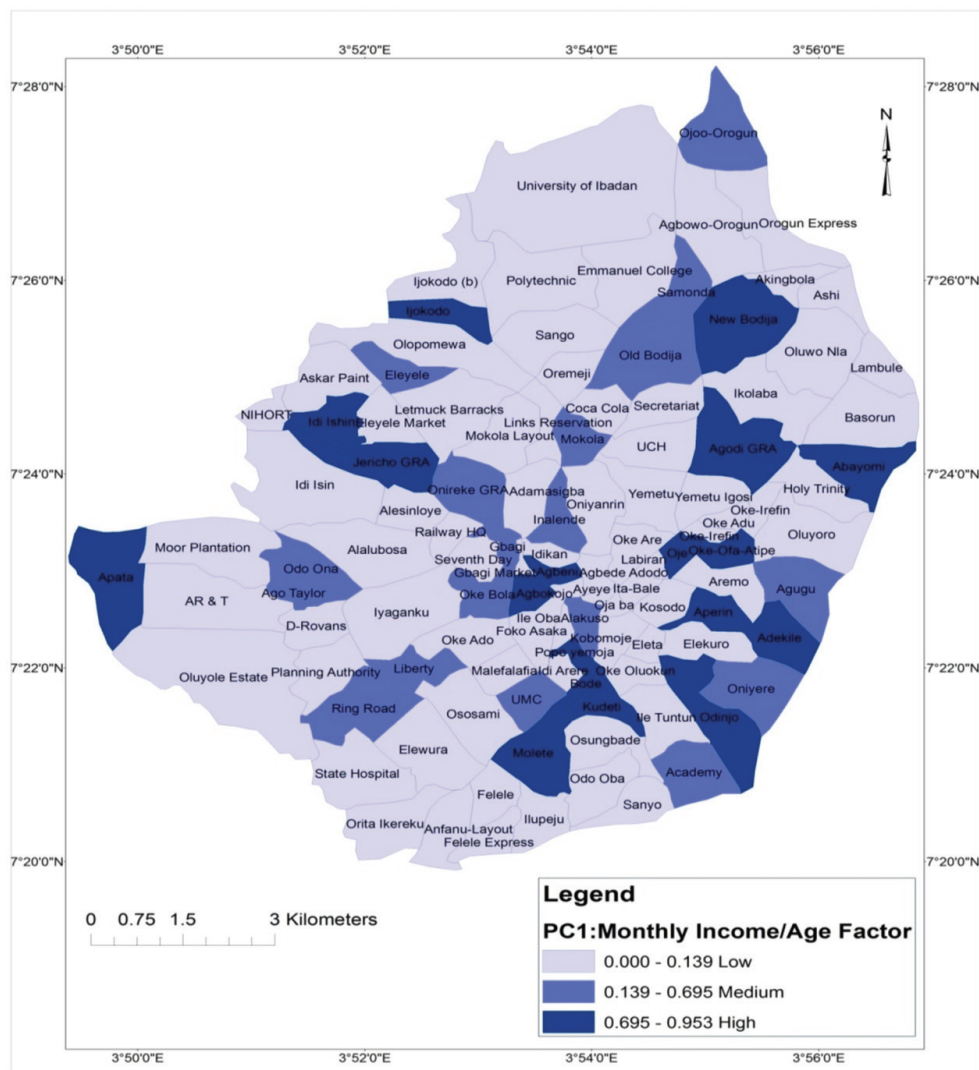 3°50'0"E 3°52'0"E 3°54'0"E 3°56'0"E
7°28'0"N 7°28'0"N
N
Ojoo-Orogun
University of Ibadan
Agbowo-Orogun Orogun Express
7°26'0"N 7°26'0"N
Emmanuel College
Ijokodo (b) Polytechnic Akingbola
Samonda Ashi
Ijokodo New Bodija
Sango
Olopomewa Old Bodija Oluwo Nla
Eleyele Oremeji Lambule
Askar Paint
Ikolaba
NIHORT Letmuck Barracks Coca Cola Secretariat Basorun
Idi Ishin Heyele Market Links Reservation
Mokola Layout Mokola UCH Agodi GRA
7°24'0"N 7°24'0"N
Jericho GRA Abayomi
Idi Isin Onireke GRA Adamasigba Yemetu Yemetu Igosi Holy Trinity
Alesinloye Oniyanrin Oke-Irefin
Inalende Oke Adu
Railway HQ Oke Are Oke-Irefin Oluyoro
Moor Plantation Alalubosa Gbagi Idikan
Seventh Day Labiran Oje Oke-Ofa-Atipe
Apata Odo Ona Gbagi Market Agbeni Agbede Adodo
Ago Taylor Oke Bola Agbokojo Ayeye Ita-Bale Aremo Agugu
AR & T Iyaganku Oja ba Kosodo Aperin
D-Rovans Ile Oba Alakuso
Foko Asaka
Oke Ado Kobomoje Eleta Elekuro Adekile
Popo yemoja
7°22'0"N 7°22'0"N
Oluyole Estate Planning Authority Liberty Malefalafia Idi Arere Oke Oluokun
Bode Oniyere
Ring Road Ososami UMC Kudeti
Ile Tuntun Odinjo
Elewura Molete Osungbade
State Hospital Odo Oba Academy
Felele
Sanyo
Orita Ikereku Anfanu-Layout Ilupeju
Felele Express
7°20'0"N 7°20'0"N
Legend
PC1:Monthly Income/Age Factor
0.000 - 0.139 Low
0.139 - 0.695 Medium
0.695 - 0.953 High
0 0.75 1.5 3 Kilometers
3°50'0"E 3°52'0"E 3°54'0"E 3°56'0"E